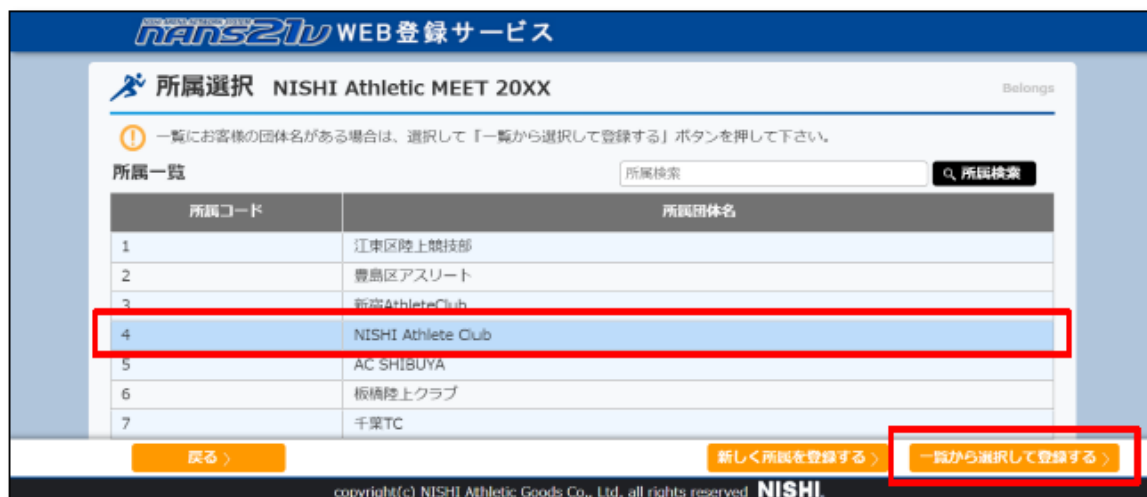 NISHI ARENA NETWORK SYSTEM
nans21V WEB登録サービス
所属選択 NISHI Athletic MEET 20XX Belongs
一覧にお客様の団体名がある場合は、選択して『一覧から選択して登録する』ボタンを押して下さい。
所属一覧 所属検索 所属検索
所属コード 所属団体名
1 江東区陸上競技部
2 豊島区アスリート
3 新宿AthleteClub
4 NISHI Athlete Club
5 AC SHIBUYA
6 板橋陸上クラブ
7 千葉TC
戻る 新しく所属を登録する 一覧から選択して登録する
copyright(c) NISHI Athletic Goods Co., Ltd. all rights reserved NISHI.